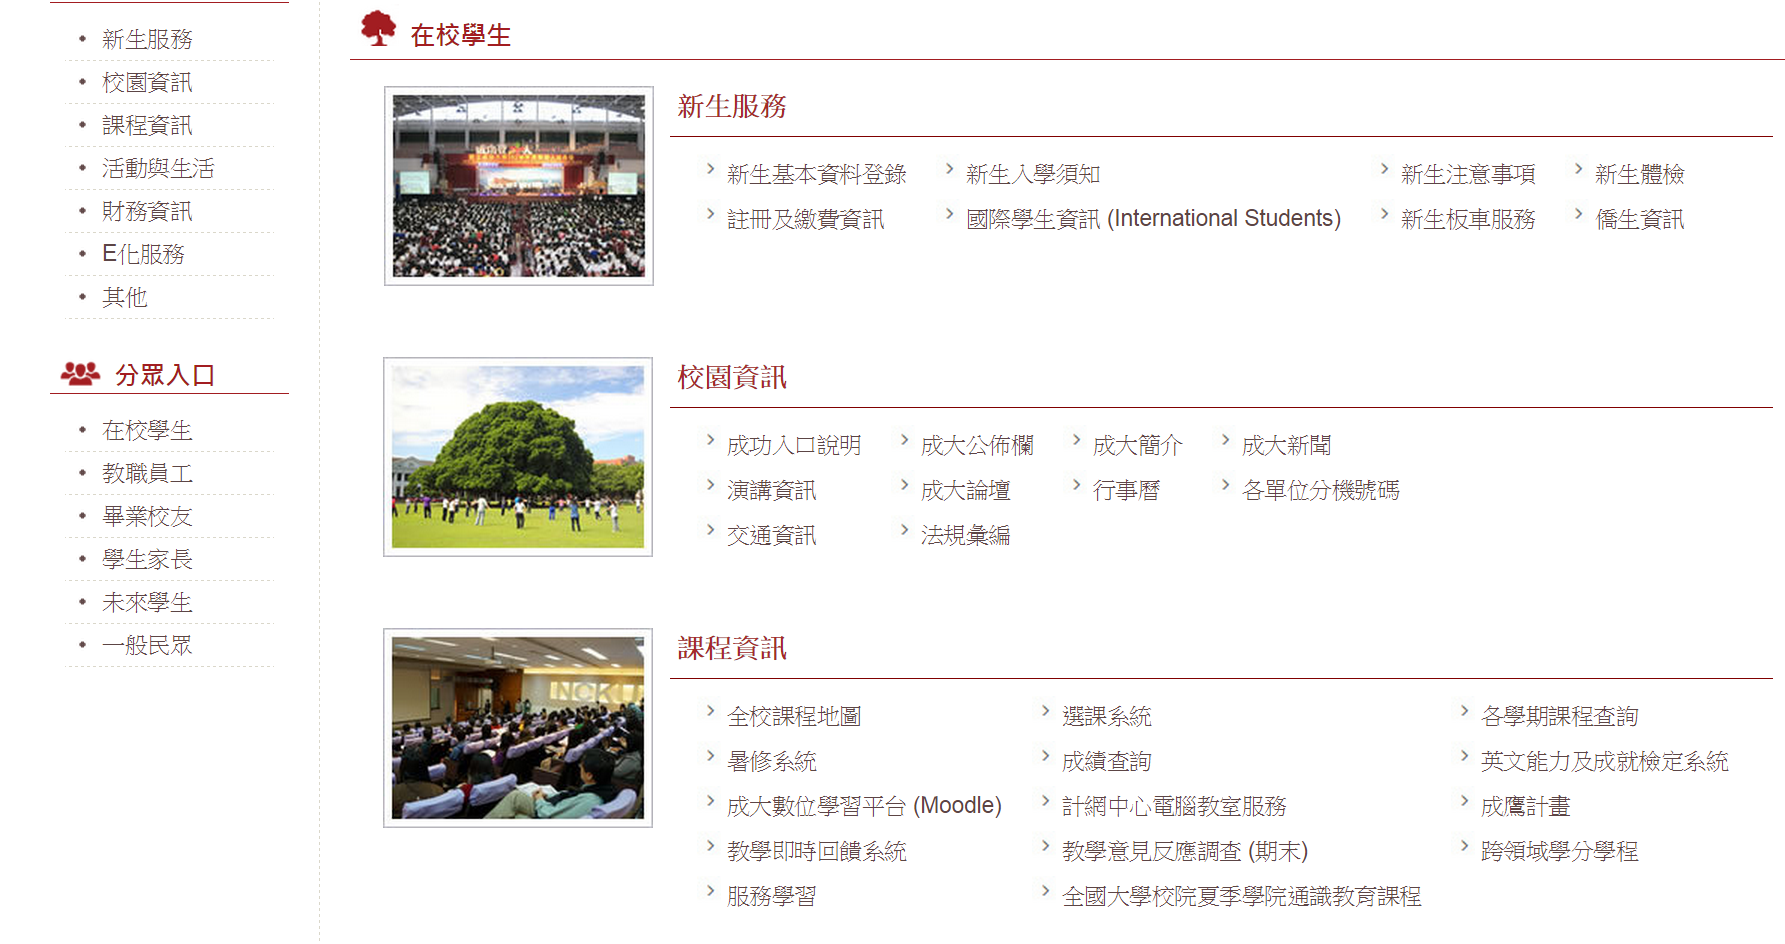 新生服務
校園資訊
課程資訊
活動與生活
財務資訊
E化服務
其他
分眾入口
在校學生
教職員工
畢業校友
學生家長
未來學生
一般民眾
在校學生
新生服務
新生基本資料登錄 新生入學須知 新生注意事項 新生體檢
註冊及繳費資訊 國際學生資訊 (International Students) 新生板車服務 僑生資訊
校園資訊
成功入口說明 成大公佈欄 成大簡介 成大新聞
演講資訊 成大論壇 行事曆 各單位分機號碼
交通資訊 法規彙編
NCKU
課程資訊
全校課程地圖 選課系統 各學期課程查詢
暑修系統 成績查詢 英文能力及成就檢定系統
成大數位學習平台 (Moodle) 計網中心電腦教室服務 成鷹計畫
教學即時回饋系統 教學意見反應調查 (期末) 跨領域學分學程
服務學習 全國大學校院夏季學院通識教育課程